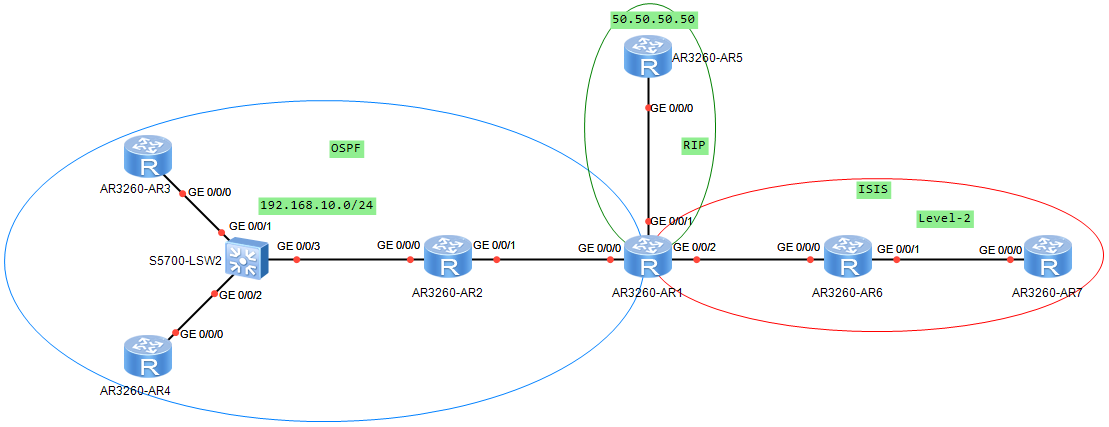 50.50.50.50
R
AR3260-AR5
GE 0/0/0
OSPF
RIP
R
AR3260-AR3
GE 0/0/0
ISIS
192.168.10.0/24
Level-2
GE 0/0/1
GE 0/0/1
S5700-LSW2
GE 0/0/3
GE 0/0/0
R
GE 0/0/1
GE 0/0/0
R
GE 0/0/2
GE 0/0/0
R
GE 0/0/1
GE 0/0/0
R
AR3260-AR2
AR3260-AR1
AR3260-AR6
AR3260-AR7
GE 0/0/2
GE 0/0/0
R
AR3260-AR4